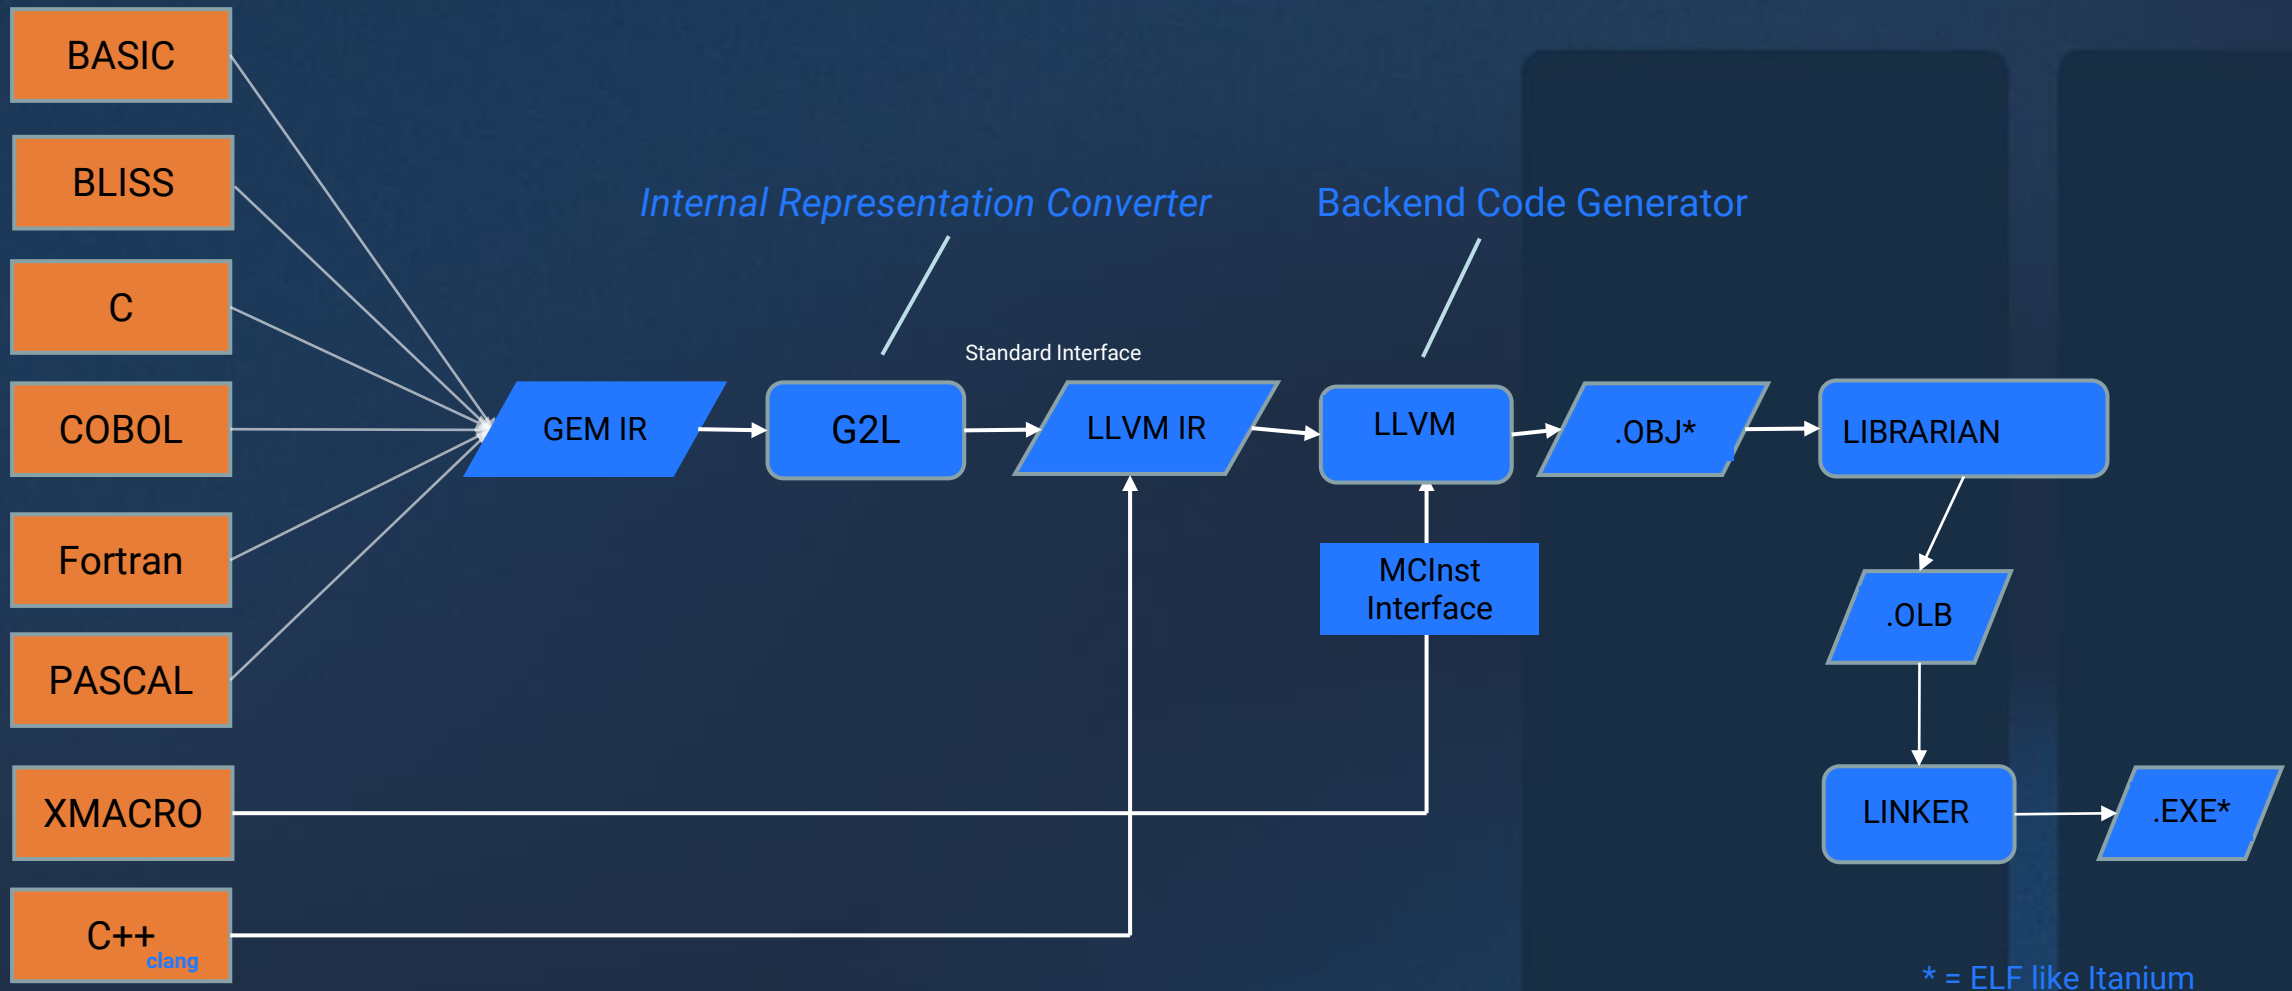 BASIC
BLISS
C
COBOL
Fortran
PASCAL
XMACRO
C++
clang
Internal Representation Converter
Backend Code Generator
Standard Interface
GEM IR
G2L
LLVM IR
LLVM
.OBJ*
LIBRARIAN
MCInst
Interface
.OLB
LINKER
.EXE*
* = ELF like Itanium